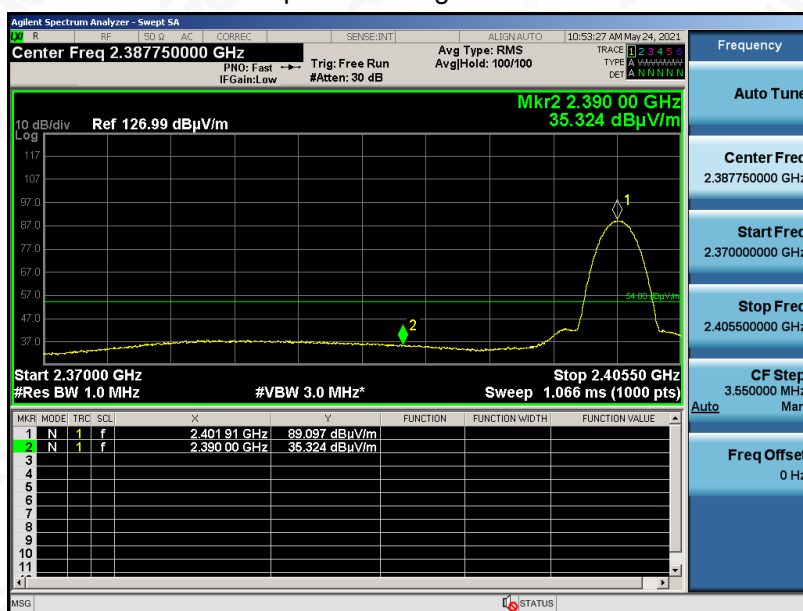 Agilent Spectrum Analyzer - Swept SA
LXI R RF 50 Ω AC CORREC SENSE:INT ALIGN AUTO 10:53:27 AM May 24, 2021
Center Freq 2.387750000 GHz
PNO: Fast
IFGain:Low
Trig: Free Run
#Atten: 30 dB
Avg Type: RMS
Avg|Hold: 100/100
TRACE 1 2 3 4 5 6
TYPE A
DET A N N N N N
Mkr2 2.390 00 GHz
35.324 dBµV/m
10 dB/div Ref 126.99 dBµV/m
Log
117
107
97.0
87.0
77.0
67.0
57.0
47.0
37.0
1
2
54.00 dBµV/m
Start 2.37000 GHz Stop 2.40550 GHz
#Res BW 1.0 MHz #VBW 3.0 MHz* Sweep 1.066 ms (1000 pts)
MKR MODE TRC SCL X Y FUNCTION FUNCTION WIDTH FUNCTION VALUE
1 N 1 f 2.401 91 GHz 89.097 dBµV/m
2 N 1 f 2.390 00 GHz 35.324 dBµV/m
3
4
5
6
7
8
9
10
11
MSG STATUS
Frequency
Auto Tune
Center Freq
2.387750000 GHz
Start Freq
2.370000000 GHz
Stop Freq
2.405500000 GHz
CF Step
3.550000 MHz
Auto Man
Freq Offset
0 Hz